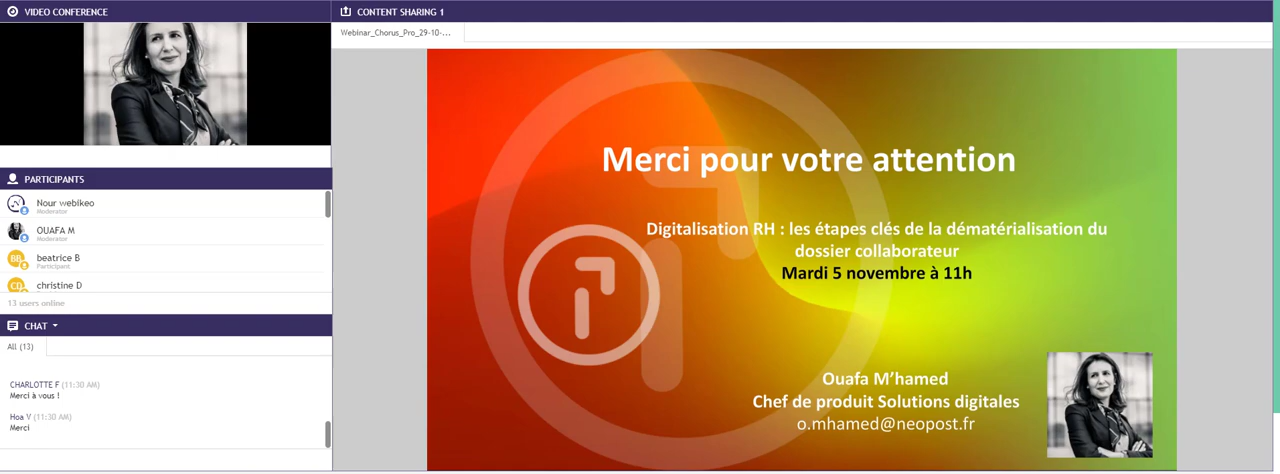 VIDEO CONFERENCE
PARTICIPANTS
Nour webikeo
Moderator
OUAFA M
Moderator
BB
beatrice B
Participant
CD
christine D
13 users online
CHAT
All (13)
CHARLOTTE F (11:30 AM)
Merci à vous !
Hoa V (11:30 AM)
Merci
CONTENT SHARING 1
Webinar_Chorus_Pro_29-10-...
Merci pour votre attention
Digitalisation RH : les étapes clés de la dématérialisation du
dossier collaborateur
Mardi 5 novembre à 11h
Ouafa M’hamed
Chef de produit Solutions digitales
o.mhamed@neopost.fr